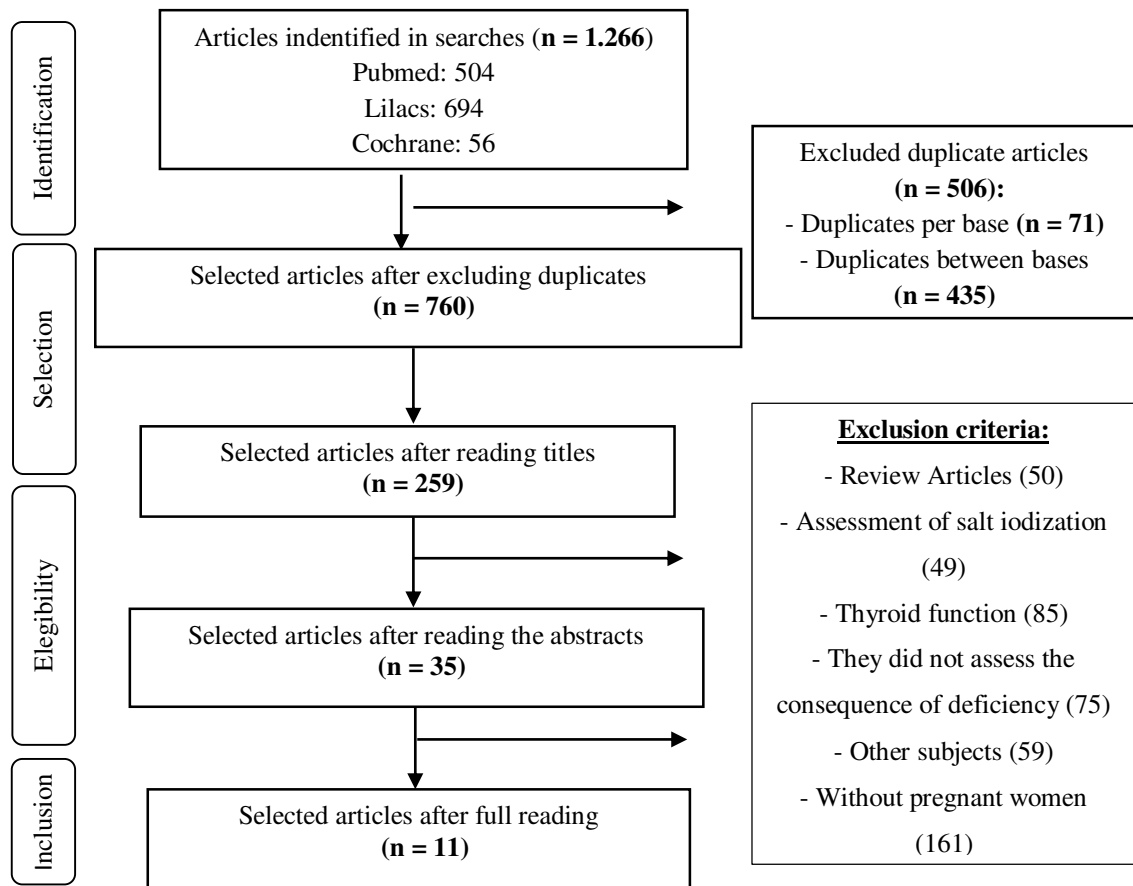 Identification
Articles indentified in searches (n = 1.266)
Pubmed: 504
Lilacs: 694
Cochrane: 56
Excluded duplicate articles
(n = 506):
- Duplicates per base (n = 71)
- Duplicates between bases
(n = 435)
Selection
Selected articles after excluding duplicates
(n = 760)
Selected articles after reading titles
(n = 259)
Elegibility
Selected articles after reading the abstracts
(n = 35)
Inclusion
Selected articles after full reading
(n = 11)
Exclusion criteria:
- Review Articles (50)
- Assessment of salt iodization
(49)
- Thyroid function (85)
- They did not assess the
consequence of deficiency (75)
- Other subjects (59)
- Without pregnant women
(161)